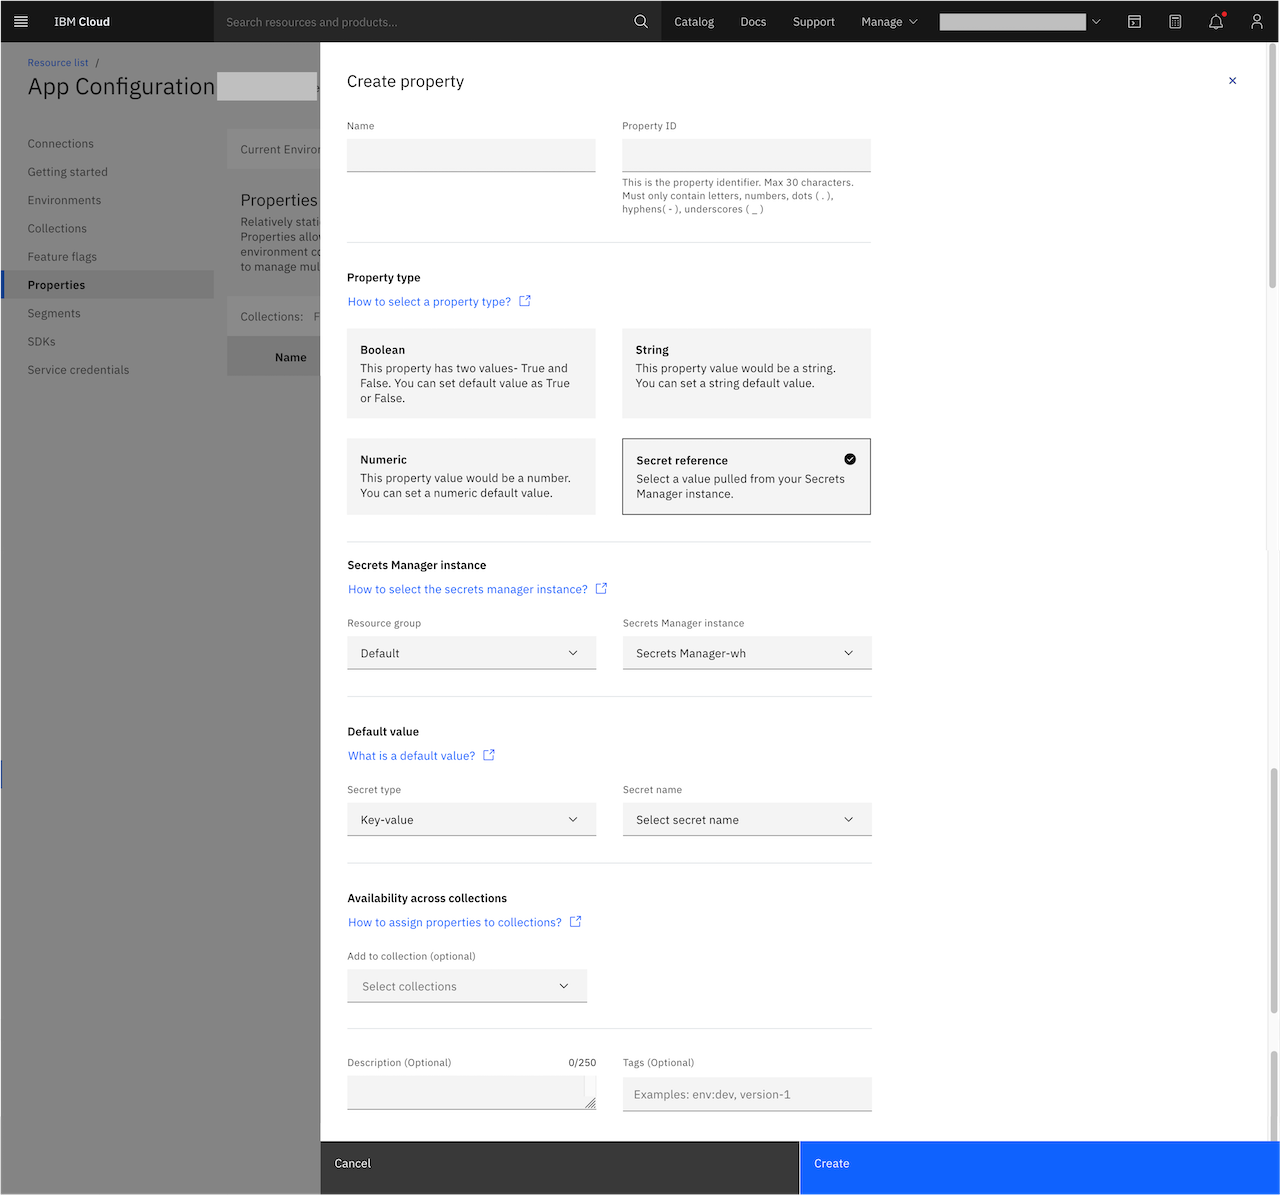 IBM Cloud
Search resources and products...
Catalog
Docs
Support
Manage
Resource list /
App Configuration
Connections
Getting started
Environments
Collections
Feature flags
Properties
Segments
SDKs
Service credentials
Current Enviro
Properties
Relatively stati
Properties allo
environment co
to manage mul
Collections:
Name
Create property
Name
Property ID
This is the property identifier. Max 30 characters.
Must only contain letters, numbers, dots ( . ),
hyphens( - ), underscores ( _ )
Property type
How to select a property type?
Boolean
This property has two values- True and
False. You can set default value as True
or False.
String
This property value would be a string.
You can set a string default value.
Numeric
This property value would be a number.
You can set a numeric default value.
Secret reference
Select a value pulled from your Secrets
Manager instance.
Secrets Manager instance
How to select the secrets manager instance?
Resource group
Default
Secrets Manager instance
Secrets Manager-wh
Default value
What is a default value?
Secret type
Key-value
Secret name
Select secret name
Availability across collections
How to assign properties to collections?
Add to collection (optional)
Select collections
Description (Optional)
0/250
Tags (Optional)
Examples: env:dev, version-1
Cancel
Create